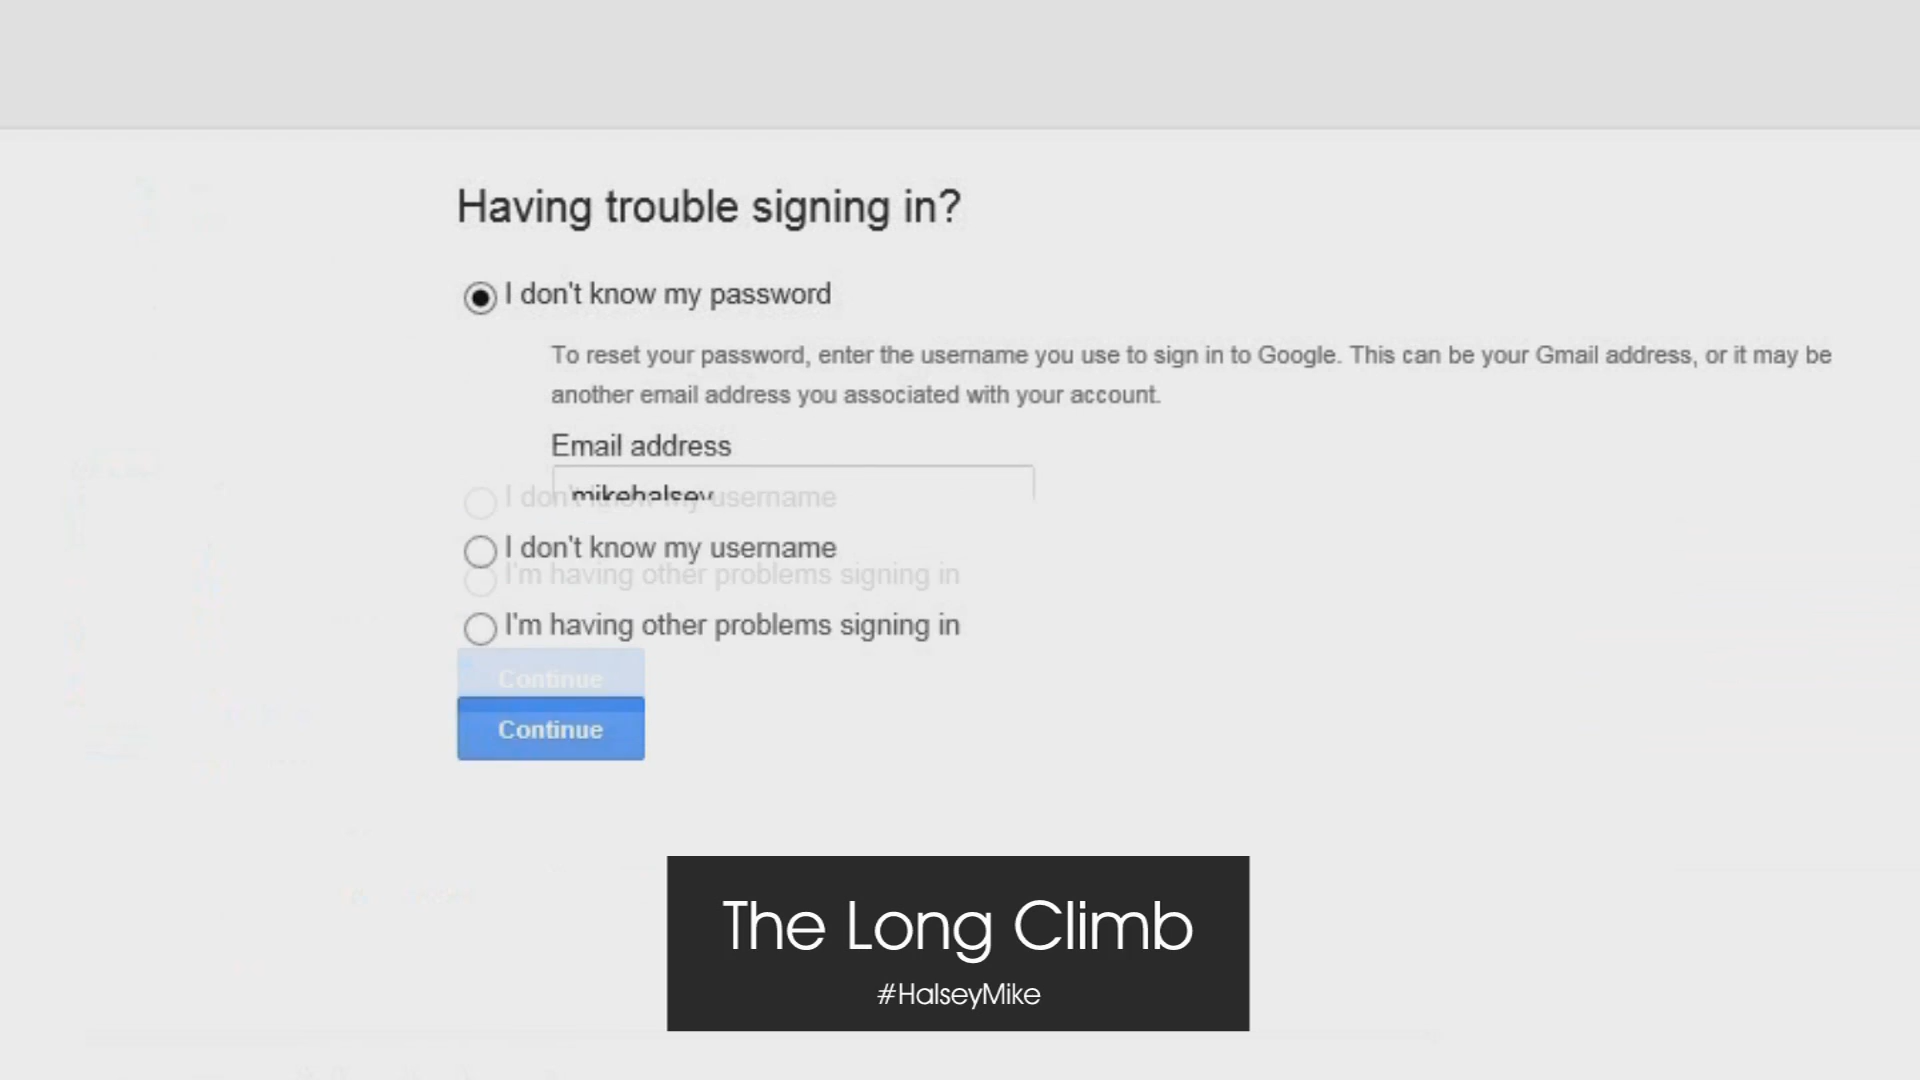 Having trouble signing in?
I don't know my password
To reset your password, enter the username you use to sign in to Google. This can be your Gmail address, or it may be
another email address you associated with your account.
Email address
mikehalsey
I don't know my username
I don't know my username
I'm having other problems signing in
I'm having other problems signing in
Continue
Continue
The Long Climb
#HalseyMike